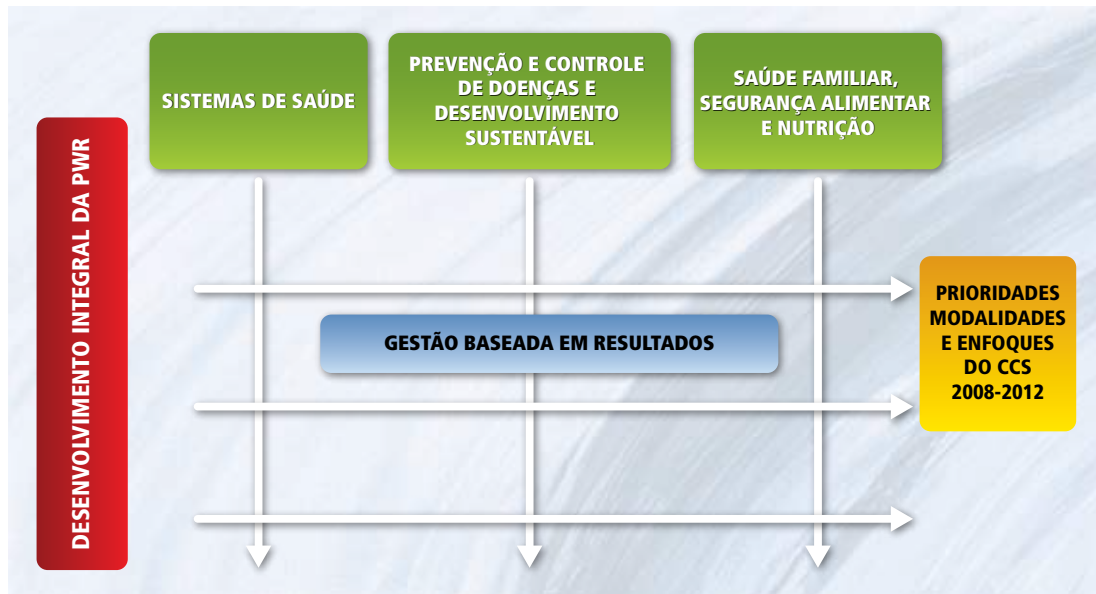 SISTEMAS DE SAÚDE
PREVENÇÃO E CONTROLE
DE DOENÇAS E
DESENVOLVIMENTO
SUSTENTÁVEL
SAÚDE FAMILIAR,
SEGURANÇA ALIMENTAR
E NUTRIÇÃO
DESENVOLVIMENTO INTEGRAL DA PWR
GESTÃO BASEADA EM RESULTADOS
PRIORIDADES
MODALIDADES
E ENFOQUES
DO CCS
2008-2012